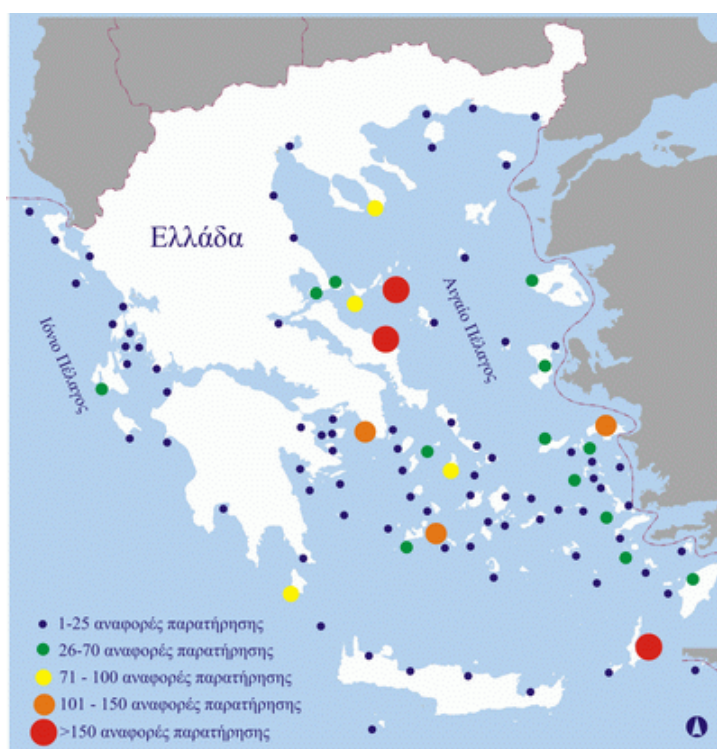 Ελλάδα
Αιγαίο Πέλαγος
Ιόνιο Πέλαγος
1-25 αναφορές παρατήρησης
26-70 αναφορές παρατήρησης
71 - 100 αναφορές παρατήρησης
101 - 150 αναφορές παρατήρησης
>150 αναφορές παρατήρησης